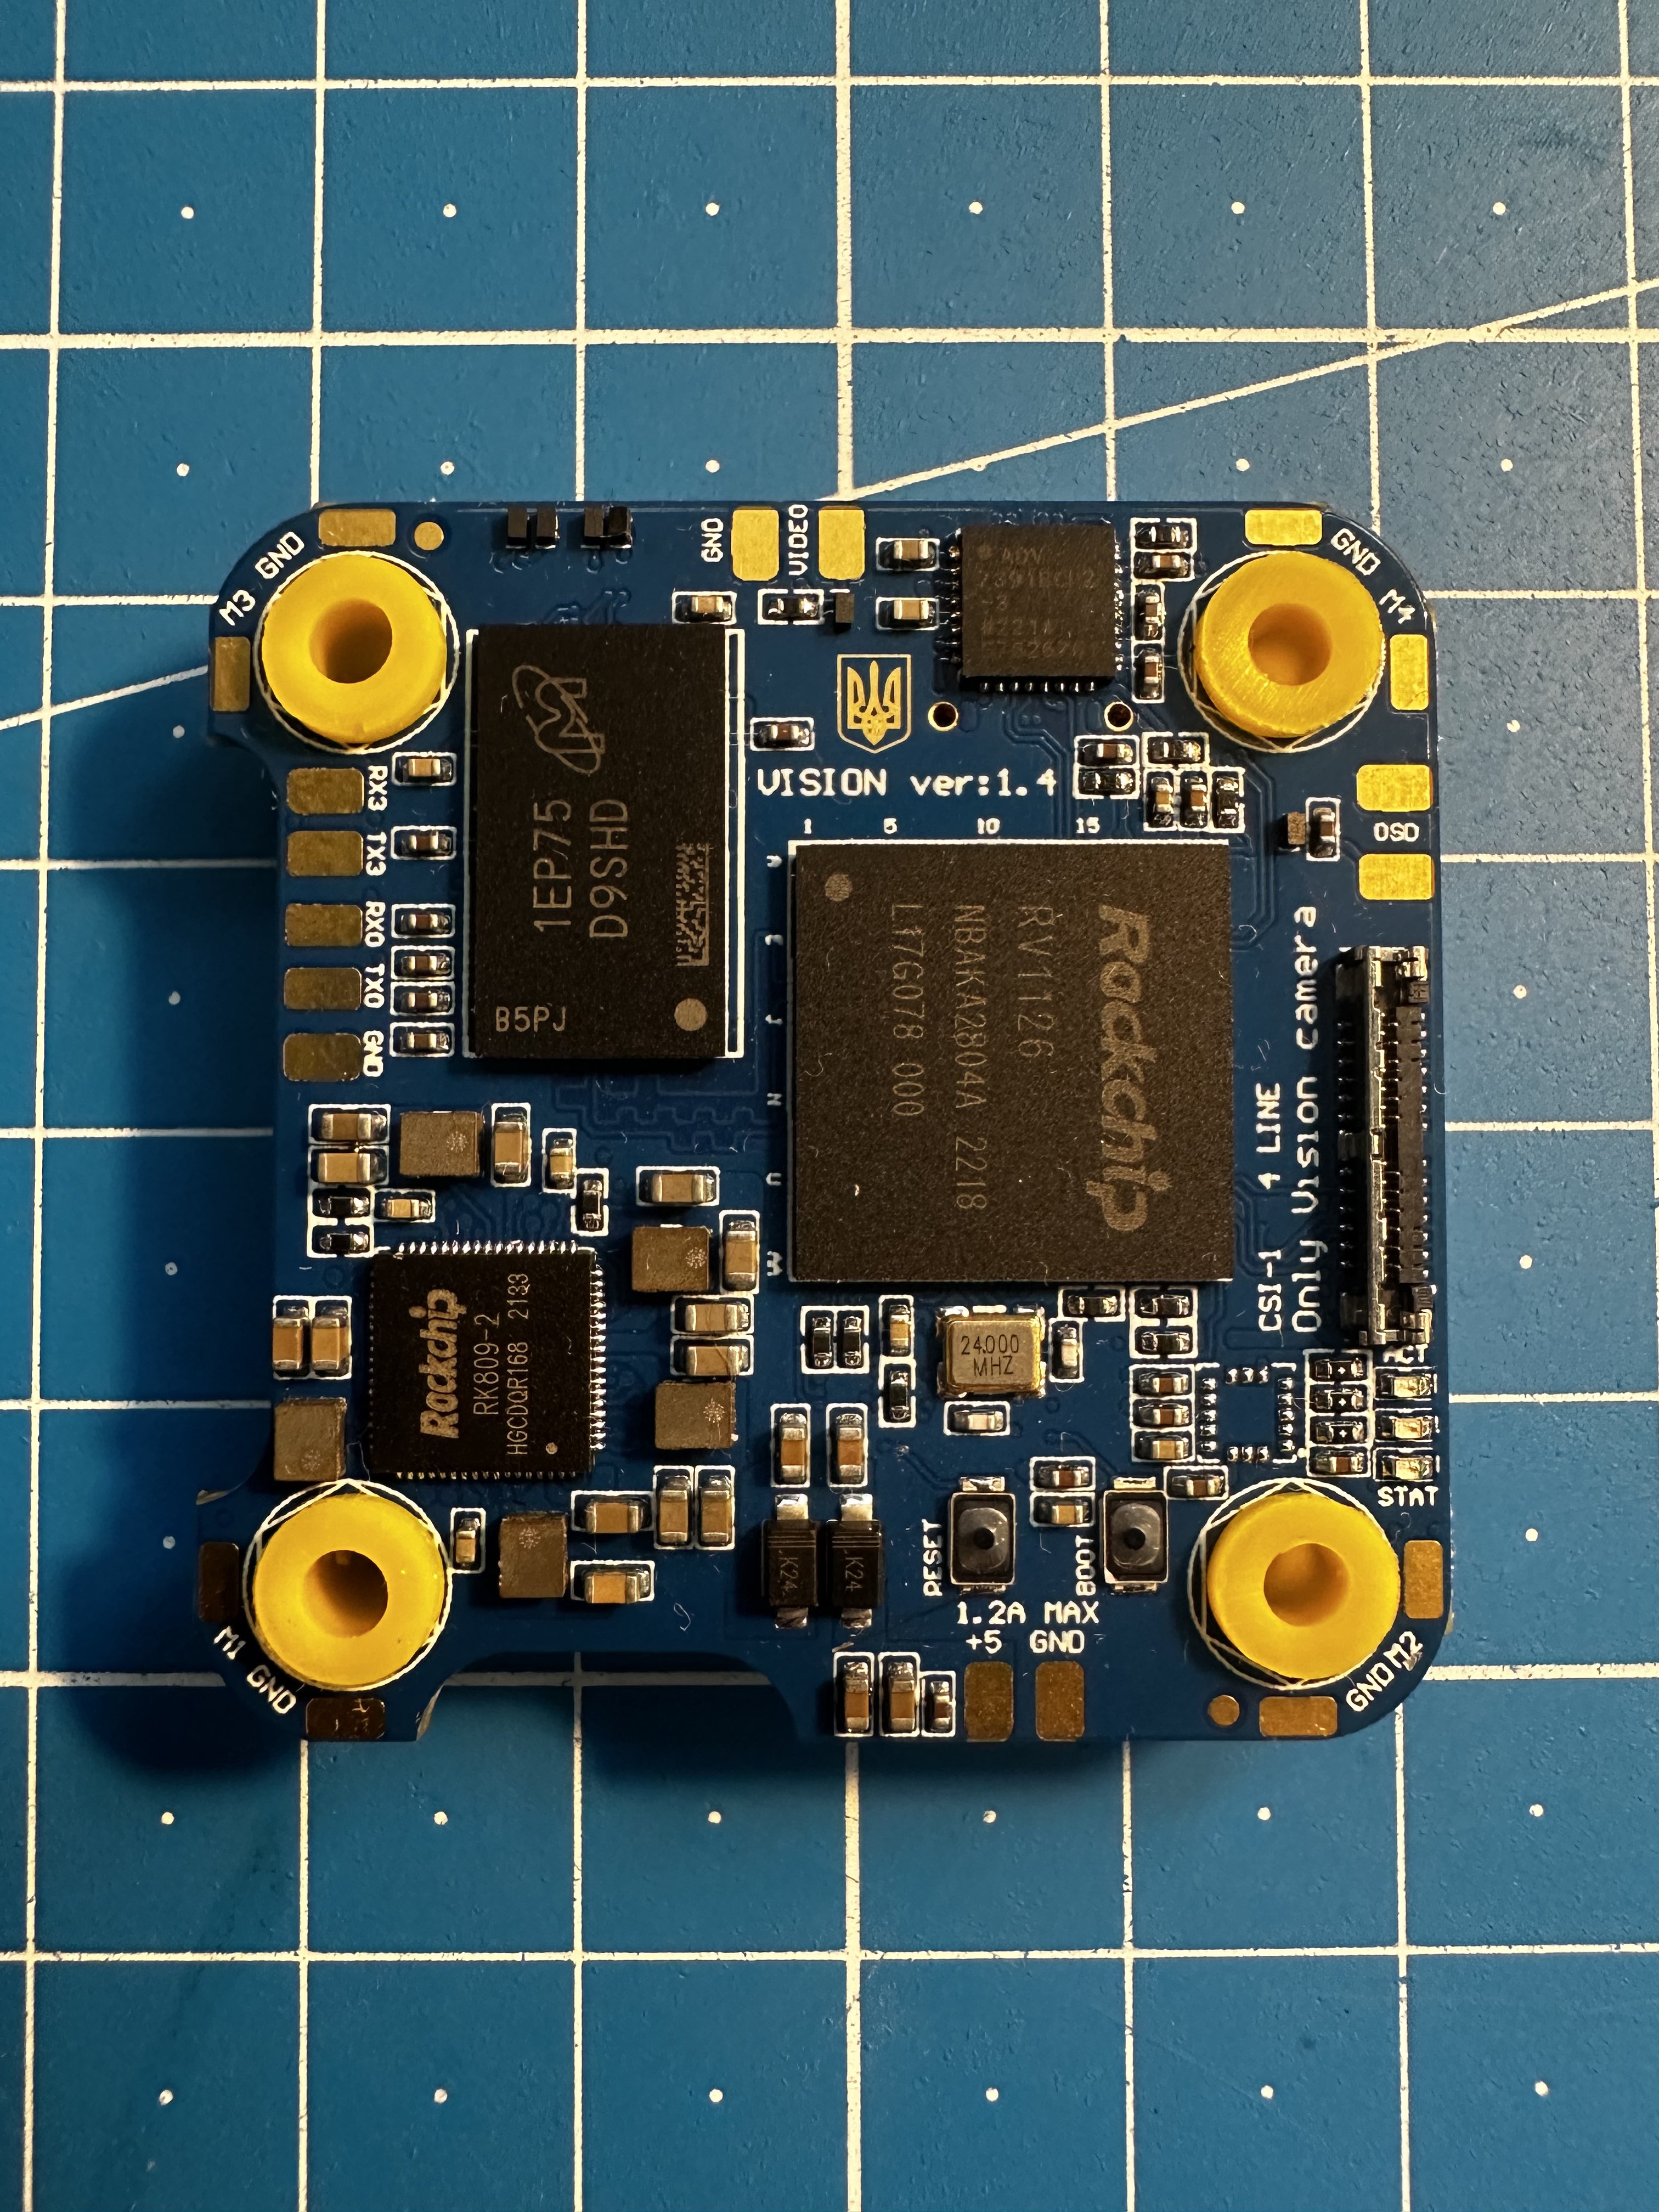 GND
M3
GND
VIDEO
GND
M4
ADV
VISION ver:1.4
1 5 10 15
OSD
RX3
TX3
RX0
TX0
GND
1EP75
D9SHD
B5PJ
Rockchip
RV1126
NBAKA2804A 2218
L17G078 000
N
U
W
CSI-1 4 LINE
Only Vision camera
Rockchip
RK809-2
HGCDQR168 2133
24.000
MHZ
STAT
K24
K24
RESET
BOOT
1.2A MAX
+5 GND
M1 GND
GND M2